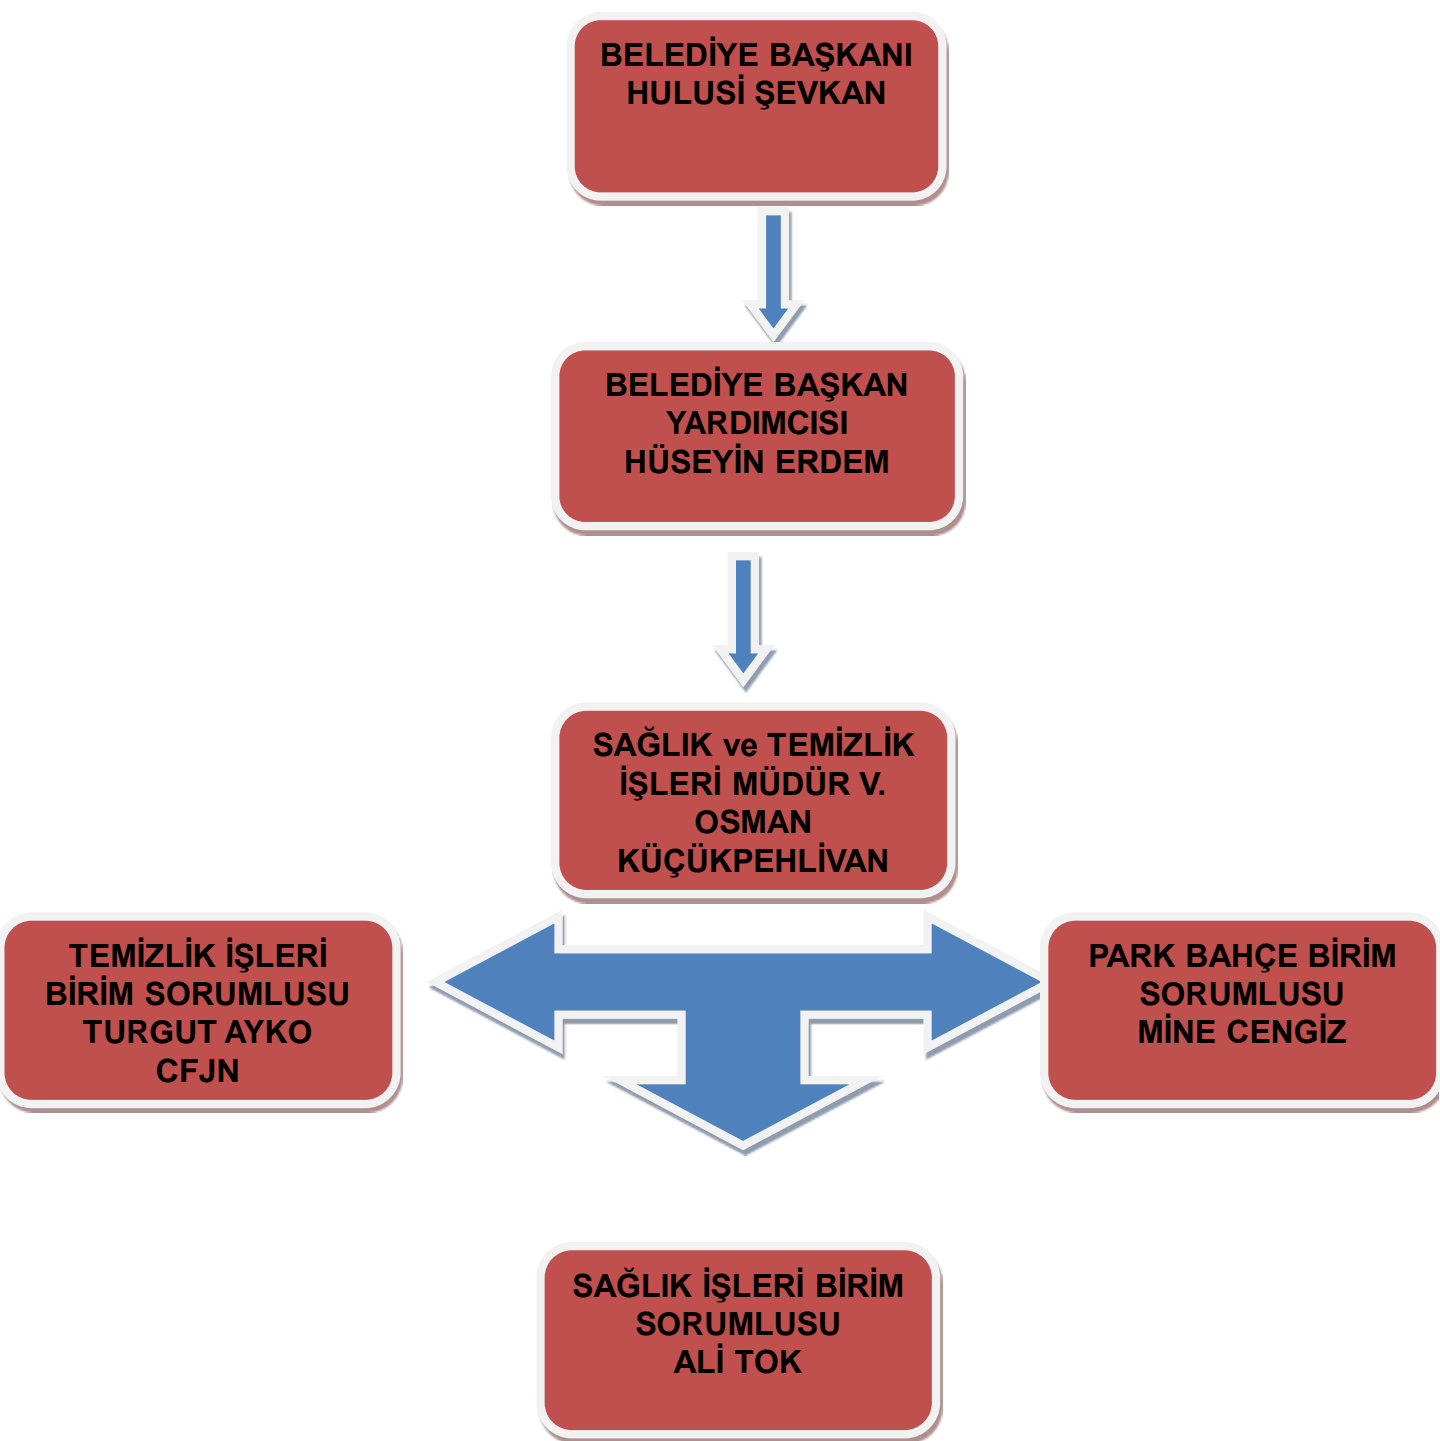 BELEDİYE BAŞKANI
HULUSİ ŞEVKAN
BELEDİYE BAŞKAN
YARDIMCISI
HÜSEYİN ERDEM
SAĞLIK ve TEMİZLİK
İŞLERİ MÜDÜR V.
OSMAN
KÜÇÜKPEHLİVAN
TEMİZLİK İŞLERİ
BİRİM SORUMLUSU
TURGUT AYKO
CFJN
PARK BAHÇE BİRİM
SORUMLUSU
MİNE CENGİZ
SAĞLIK İŞLERİ BİRİM
SORUMLUSU
ALİ TOK